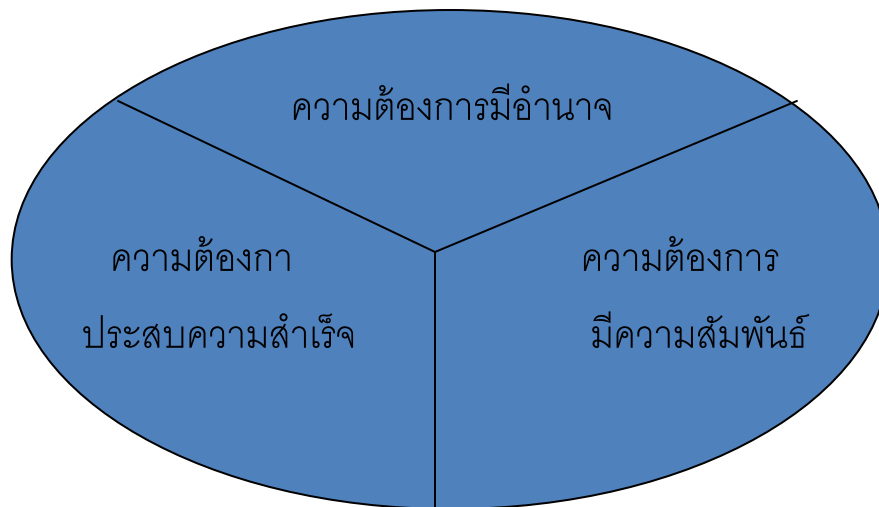 ความต้องการมีอำนาจ
ความต้องกา
ประสบความสำเร็จ
ความต้องการ
มีความสัมพันธ์